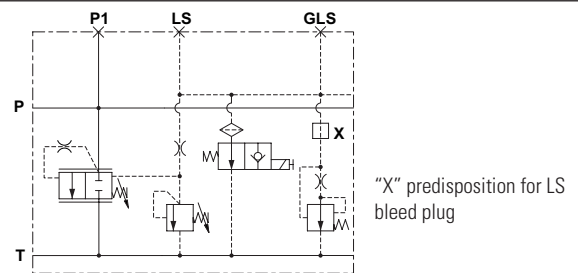 P1 LS GLS
P
X
"X" predisposition for LS
bleed plug
T